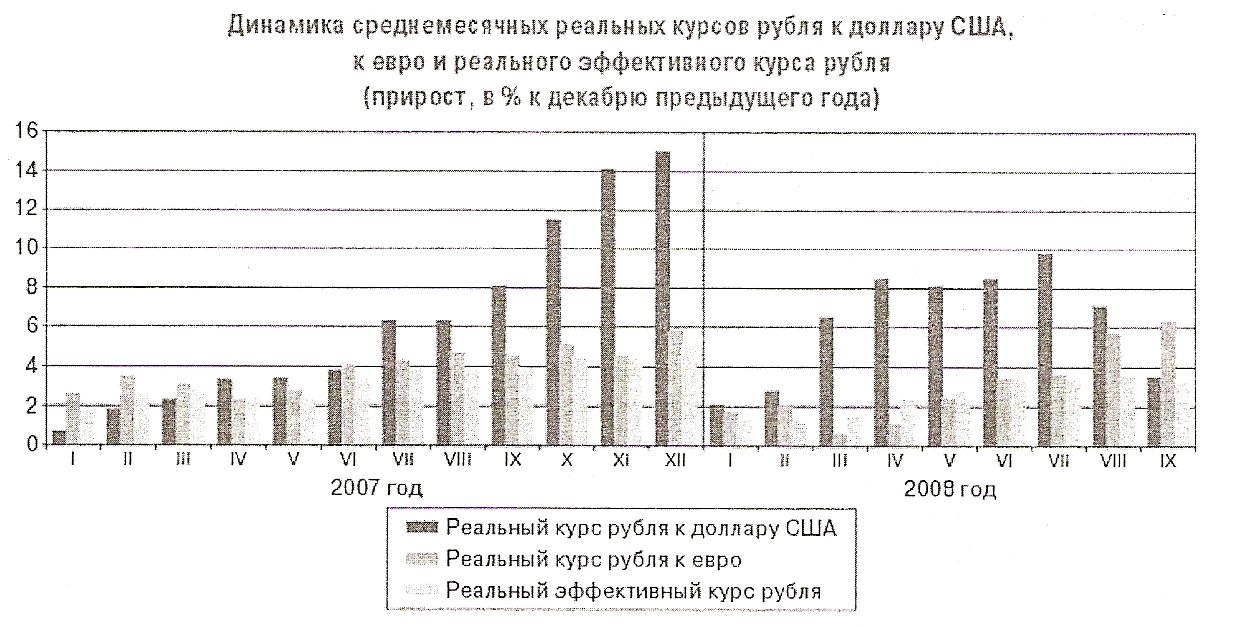 Динамика среднемесячных реальных курсов рубля к доллару США,
к евро и реального эффективного курса рубля
(прирост, в % к декабрю предыдущего года)
16
14
12
10
8
6
4
2
0
I II III IV V VI VII VIII IX X XI XII I II III IV V VI VII VIII IX
2007 год 2008 год
Реальный курс рубля к доллару США
Реальный курс рубля к евро
Реальный эффективный курс рубля